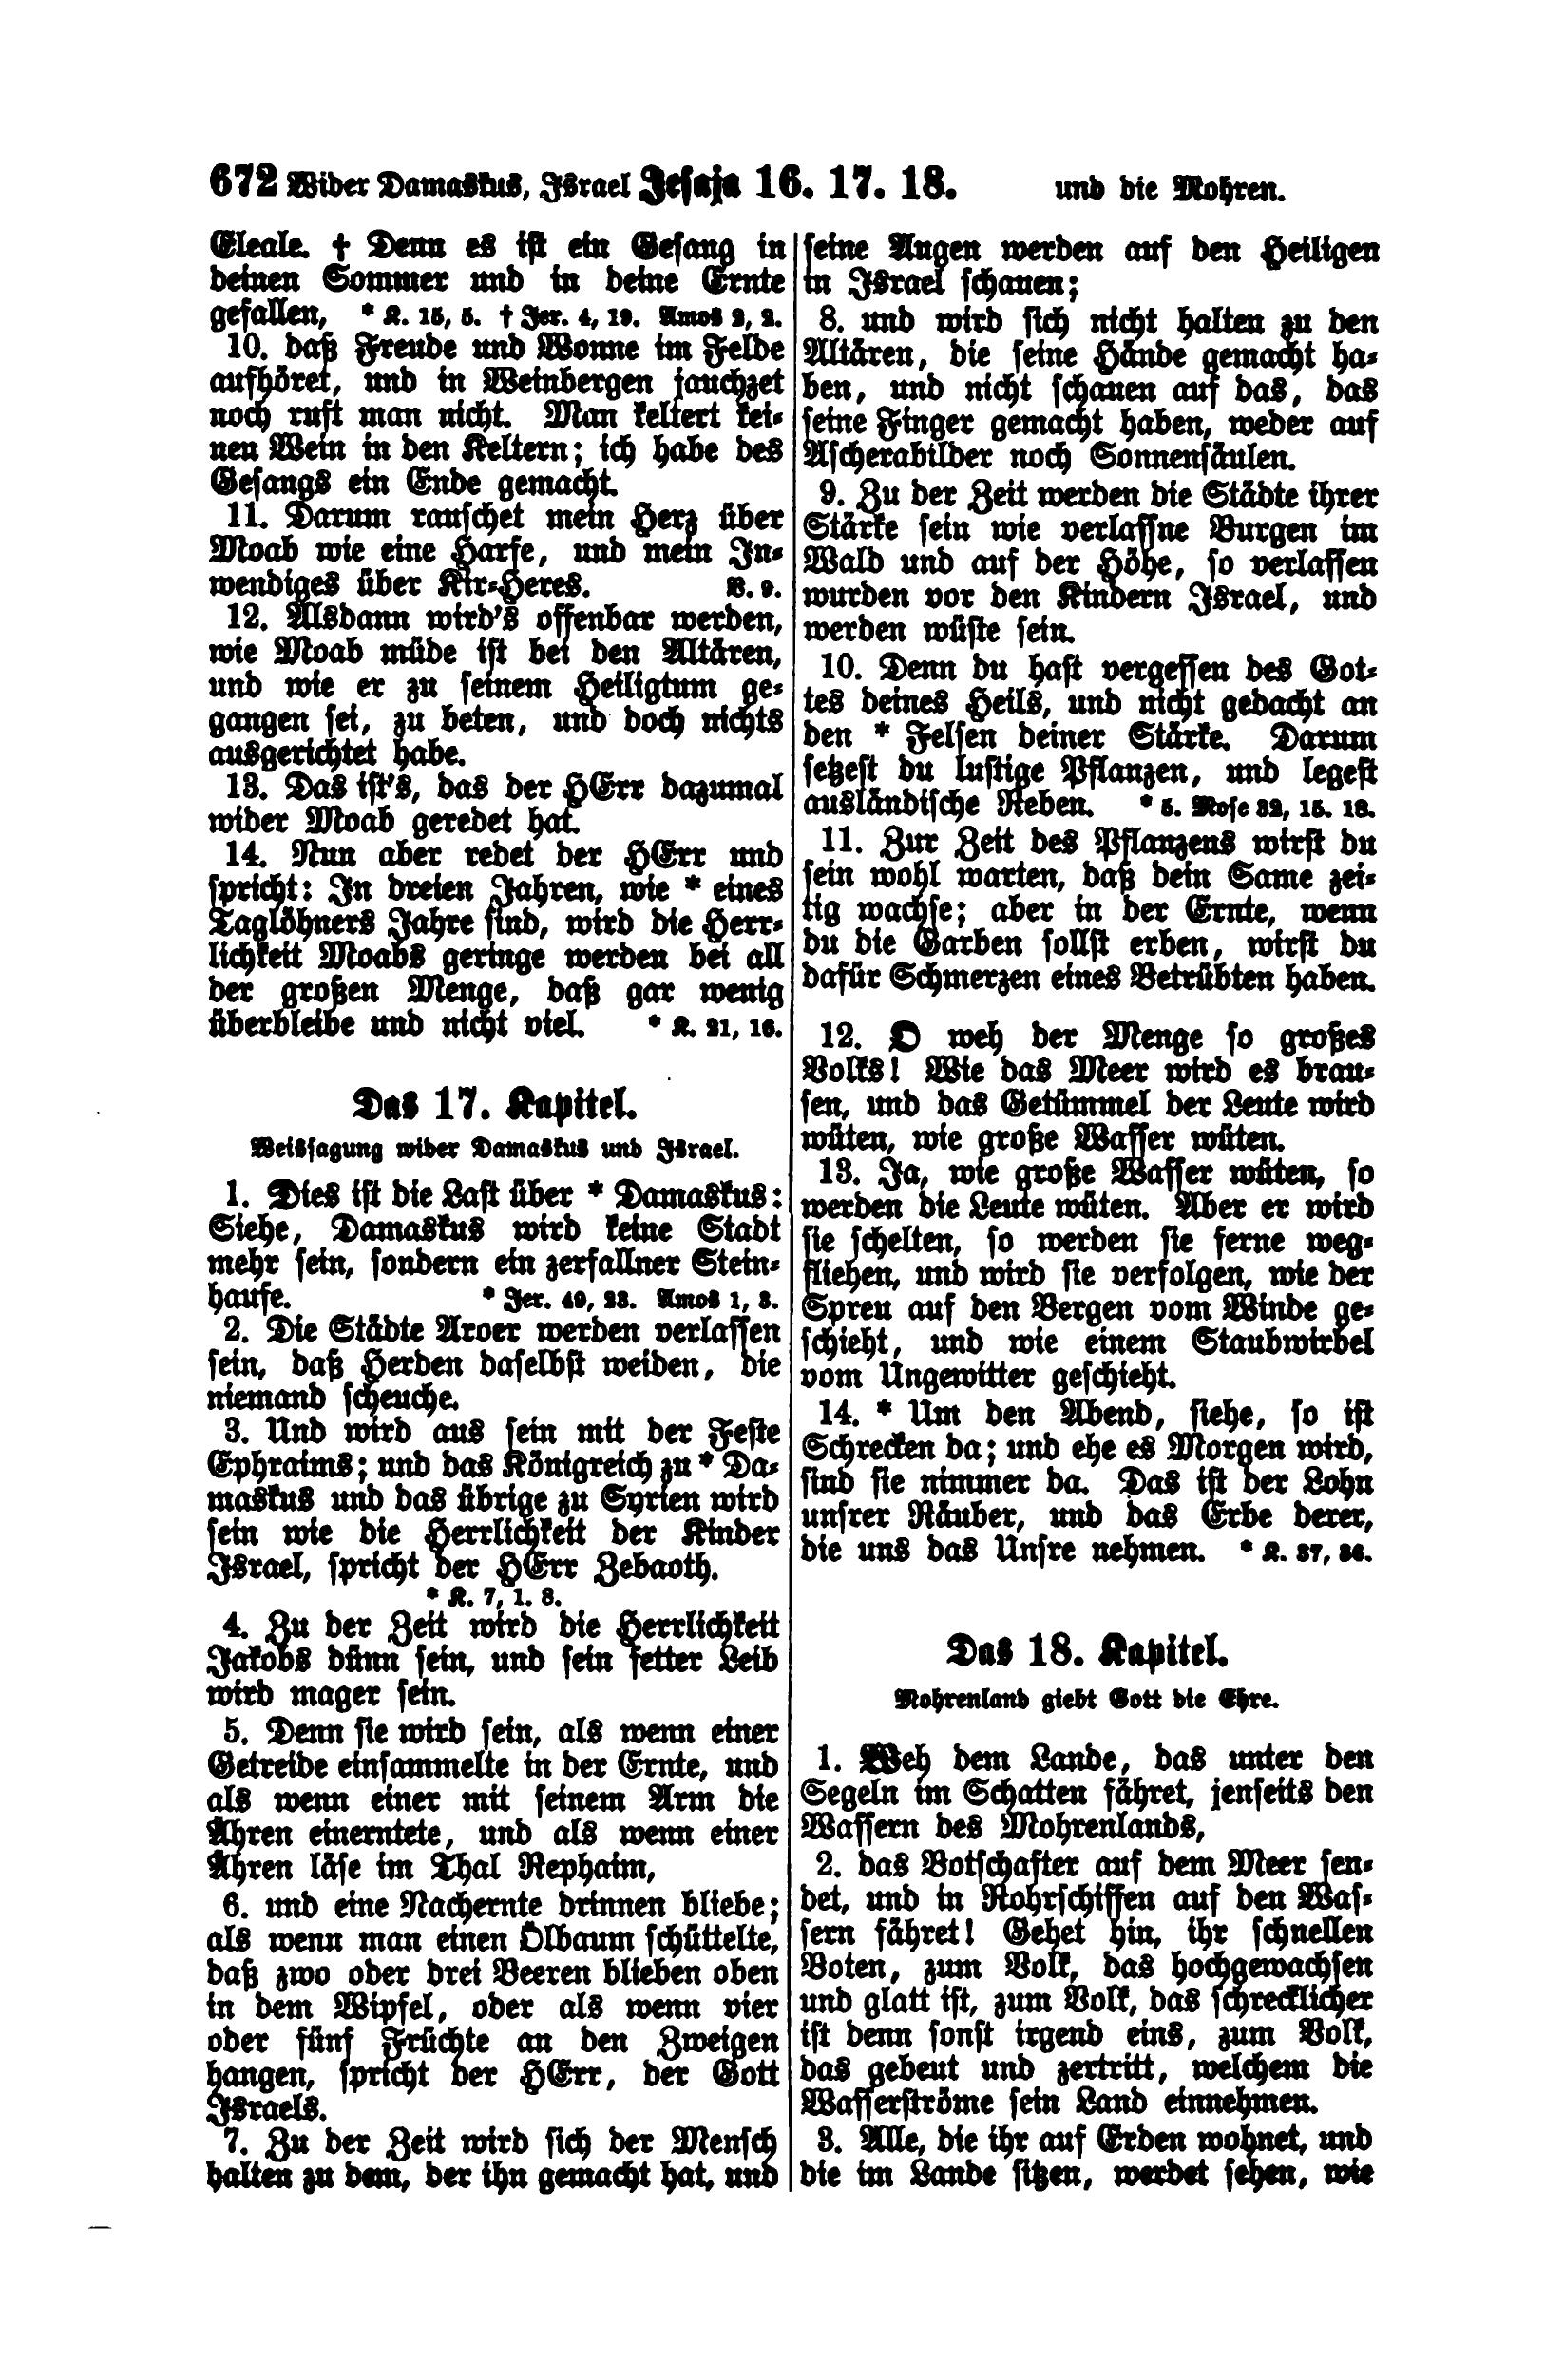 672 Wider Damaskus, Israel Jesaja 16. 17. 18. und die Mohren.
Eleale. † Denn es ist ein Gesang in
deinen Sommer und in deine Ernte
gefallen, * K. 15, 5. † Jer. 4, 19. Amos 2, 2.
10. daß Freude und Wonne im Felde
aufhöret, und in Weinbergen jauchzet
noch ruft man nicht. Man keltert kei-
nen Wein in den Keltern; ich habe des
Gesangs ein Ende gemacht.
11. Darum rauschet mein Herz über
Moab wie eine Harfe, und mein In-
wendiges über Kir-Heres. V. 9.
12. Alsdann wird's offenbar werden,
wie Moab müde ist bei den Altären,
und wie er zu seinem Heiligtum ge-
gangen sei, zu beten, und doch nichts
ausgerichtet habe.
13. Das ist's, das der HErr dazumal
wider Moab geredet hat.
14. Nun aber redet der HErr und
spricht: In dreien Jahren, wie * eines
Taglöhners Jahre sind, wird die Herr-
lichkeit Moabs geringe werden bei all
der großen Menge, daß gar wenig
überbleibe und nicht viel. * K. 21, 16.
Das 17. Kapitel.
Weissagung wider Damaskus und Israel.
1. Dies ist die Last über * Damaskus:
Siehe, Damaskus wird keine Stadt
mehr sein, sondern ein zerfallner Stein-
haufe. * Jer. 49, 23. Amos 1, 3.
2. Die Städte Aroer werden verlassen
sein, daß Herden daselbst weiden, die
niemand scheuche.
3. Und wird aus sein mit der Feste
Ephraims; und das Königreich zu * Da-
maskus und das übrige zu Syrien wird
sein wie die Herrlichkeit der Kinder
Israel, spricht der HErr Zebaoth.
* K. 7, 1. 8.
4. Zu der Zeit wird die Herrlichkeit
Jakobs dünn sein, und sein fetter Leib
wird mager sein.
5. Denn sie wird sein, als wenn einer
Getreide einsammelte in der Ernte, und
als wenn einer mit seinem Arm die
Ähren einerntete, und als wenn einer
Ähren läse im Thal Rephaim,
6. und eine Nachernte drinnen bliebe;
als wenn man einen Ölbaum schüttelte,
daß zwo oder drei Beeren blieben oben
in dem Wipfel, oder als wenn vier
oder fünf Früchte an den Zweigen
hangen, spricht der HErr, der Gott
Israels.
7. Zu der Zeit wird sich der Mensch
halten zu dem, der ihn gemacht hat, und
seine Augen werden auf den Heiligen
in Israel schauen;
8. und wird sich nicht halten zu den
Altären, die seine Hände gemacht ha-
ben, und nicht schauen auf das, das
seine Finger gemacht haben, weder auf
Ascherabilder noch Sonnensäulen.
9. Zu der Zeit werden die Städte ihrer
Stärke sein wie verlassne Burgen im
Wald und auf der Höhe, so verlassen
wurden vor den Kindern Israel, und
werden wüste sein.
10. Denn du hast vergessen des Got-
tes deines Heils, und nicht gedacht an
den * Felsen deiner Stärke. Darum
setzest du lustige Pflanzen, und legest
ausländische Reben. * 5. Mose 32, 15. 18.
11. Zur Zeit des Pflanzens wirst du
sein wohl warten, daß dein Same zei-
tig wachse; aber in der Ernte, wenn
du die Garben sollst erben, wirst du
dafür Schmerzen eines Betrübten haben.
12. O weh der Menge so großes
Volks! Wie das Meer wird es brau-
sen, und das Getümmel der Leute wird
wüten, wie große Wasser wüten.
13. Ja, wie große Wasser wüten, so
werden die Leute wüten. Aber er wird
sie schelten, so werden sie ferne weg-
fliehen, und wird sie verfolgen, wie der
Spreu auf den Bergen vom Winde ge-
schieht, und wie einem Staubwirbel
vom Ungewitter geschieht.
14. * Um den Abend, siehe, so ist
Schrecken da; und ehe es Morgen wird,
sind sie nimmer da. Das ist der Lohn
unsrer Räuber, und das Erbe derer,
die uns das Unsre nehmen. * K. 37, 36.
Das 18. Kapitel.
Mohrenland giebt Gott die Ehre.
1. Weh dem Lande, das unter den
Segeln im Schatten fähret, jenseits den
Wassern des Mohrenlands,
2. das Botschafter auf dem Meer sen-
det, und in Rohrschiffen auf den Was-
sern fähret! Gehet hin, ihr schnellen
Boten, zum Volk, das hochgewachsen
und glatt ist, zum Volk, das schrecklicher
ist denn sonst irgend eins, zum Volk,
das gebeut und zertritt, welchem die
Wasserströme sein Land einnehmen.
3. Alle, die ihr auf Erden wohnet, und
die im Lande sitzen, werdet sehen, wie